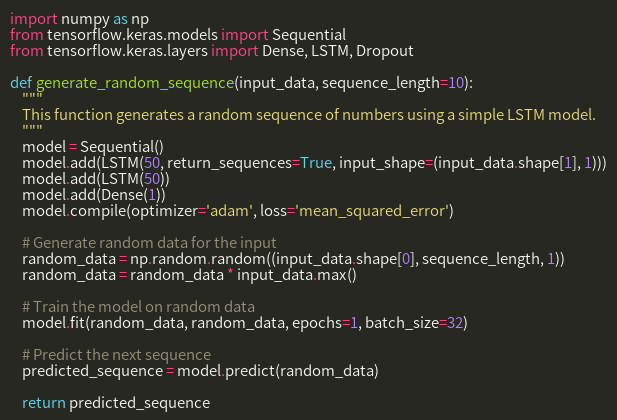 import numpy as np
from tensorflow.keras.models import Sequential
from tensorflow.keras.layers import Dense, LSTM, Dropout

def generate_random_sequence(input_data, sequence_length=10):
    """
    This function generates a random sequence of numbers using a simple LSTM model.
    """
    model = Sequential()
    model.add(LSTM(50, return_sequences=True, input_shape=(input_data.shape[1], 1)))
    model.add(LSTM(50))
    model.add(Dense(1))
    model.compile(optimizer='adam', loss='mean_squared_error')

    # Generate random data for the input
    random_data = np.random.random((input_data.shape[0], sequence_length, 1))
    random_data = random_data * input_data.max()

    # Train the model on random data
    model.fit(random_data, random_data, epochs=1, batch_size=32)

    # Predict the next sequence
    predicted_sequence = model.predict(random_data)

    return predicted_sequence